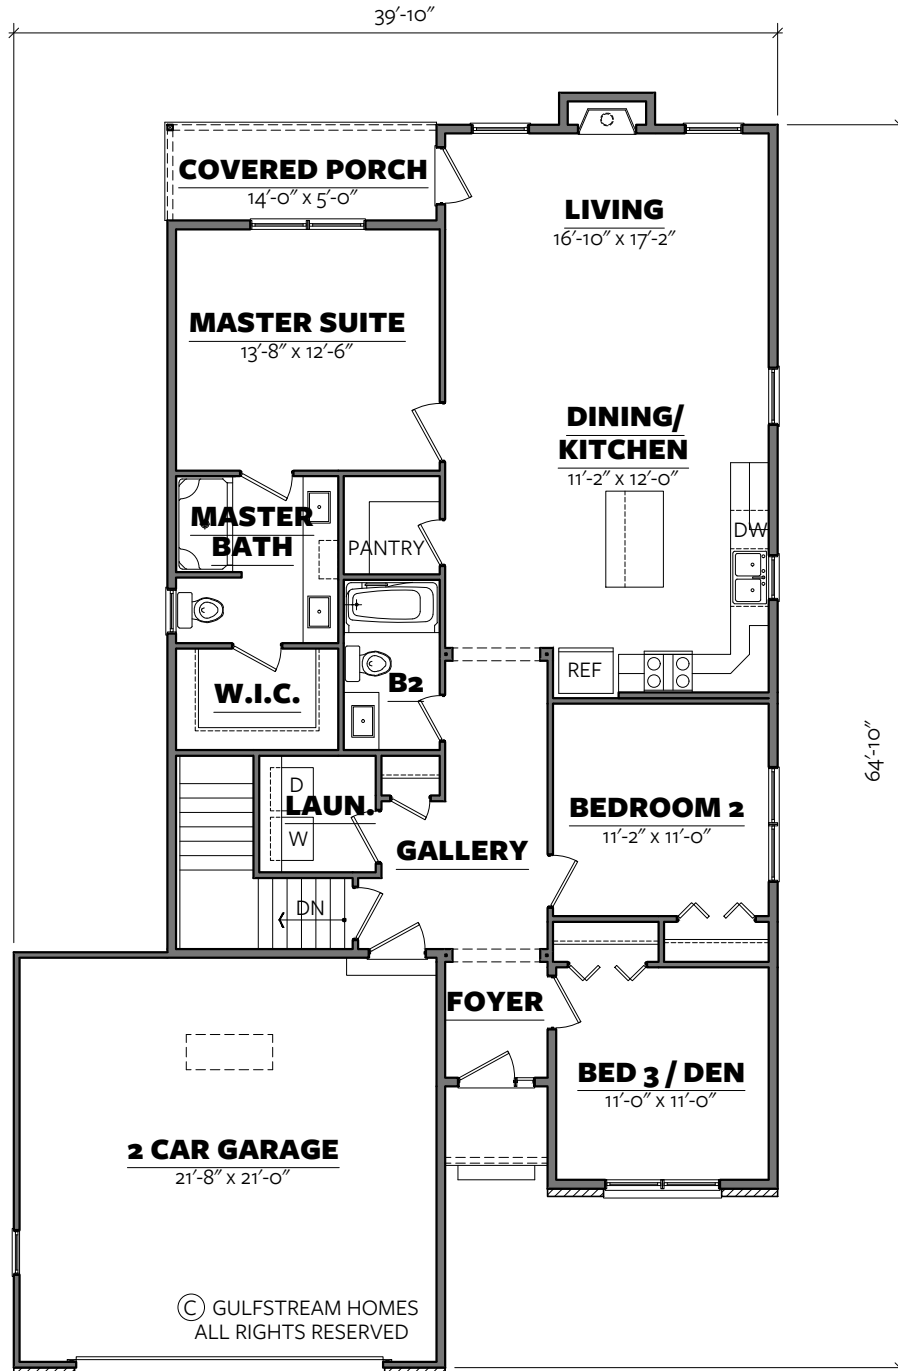 39'-10"
COVERED PORCH
14'-0" x 5'-0"
LIVING
16'-10" x 17'-2"
MASTER SUITE
13'-8" x 12'-6"
DINING/
KITCHEN
11'-2" x 12'-0"
MASTER
BATH
PANTRY
DW
REF
B2
W.I.C.
64'-10"
D
LAUN.
W
BEDROOM 2
11'-2" x 11'-0"
GALLERY
DN
FOYER
BED 3 / DEN
11'-0" x 11'-0"
2 CAR GARAGE
21'-8" x 21'-0"
© GULFSTREAM HOMES
ALL RIGHTS RESERVED